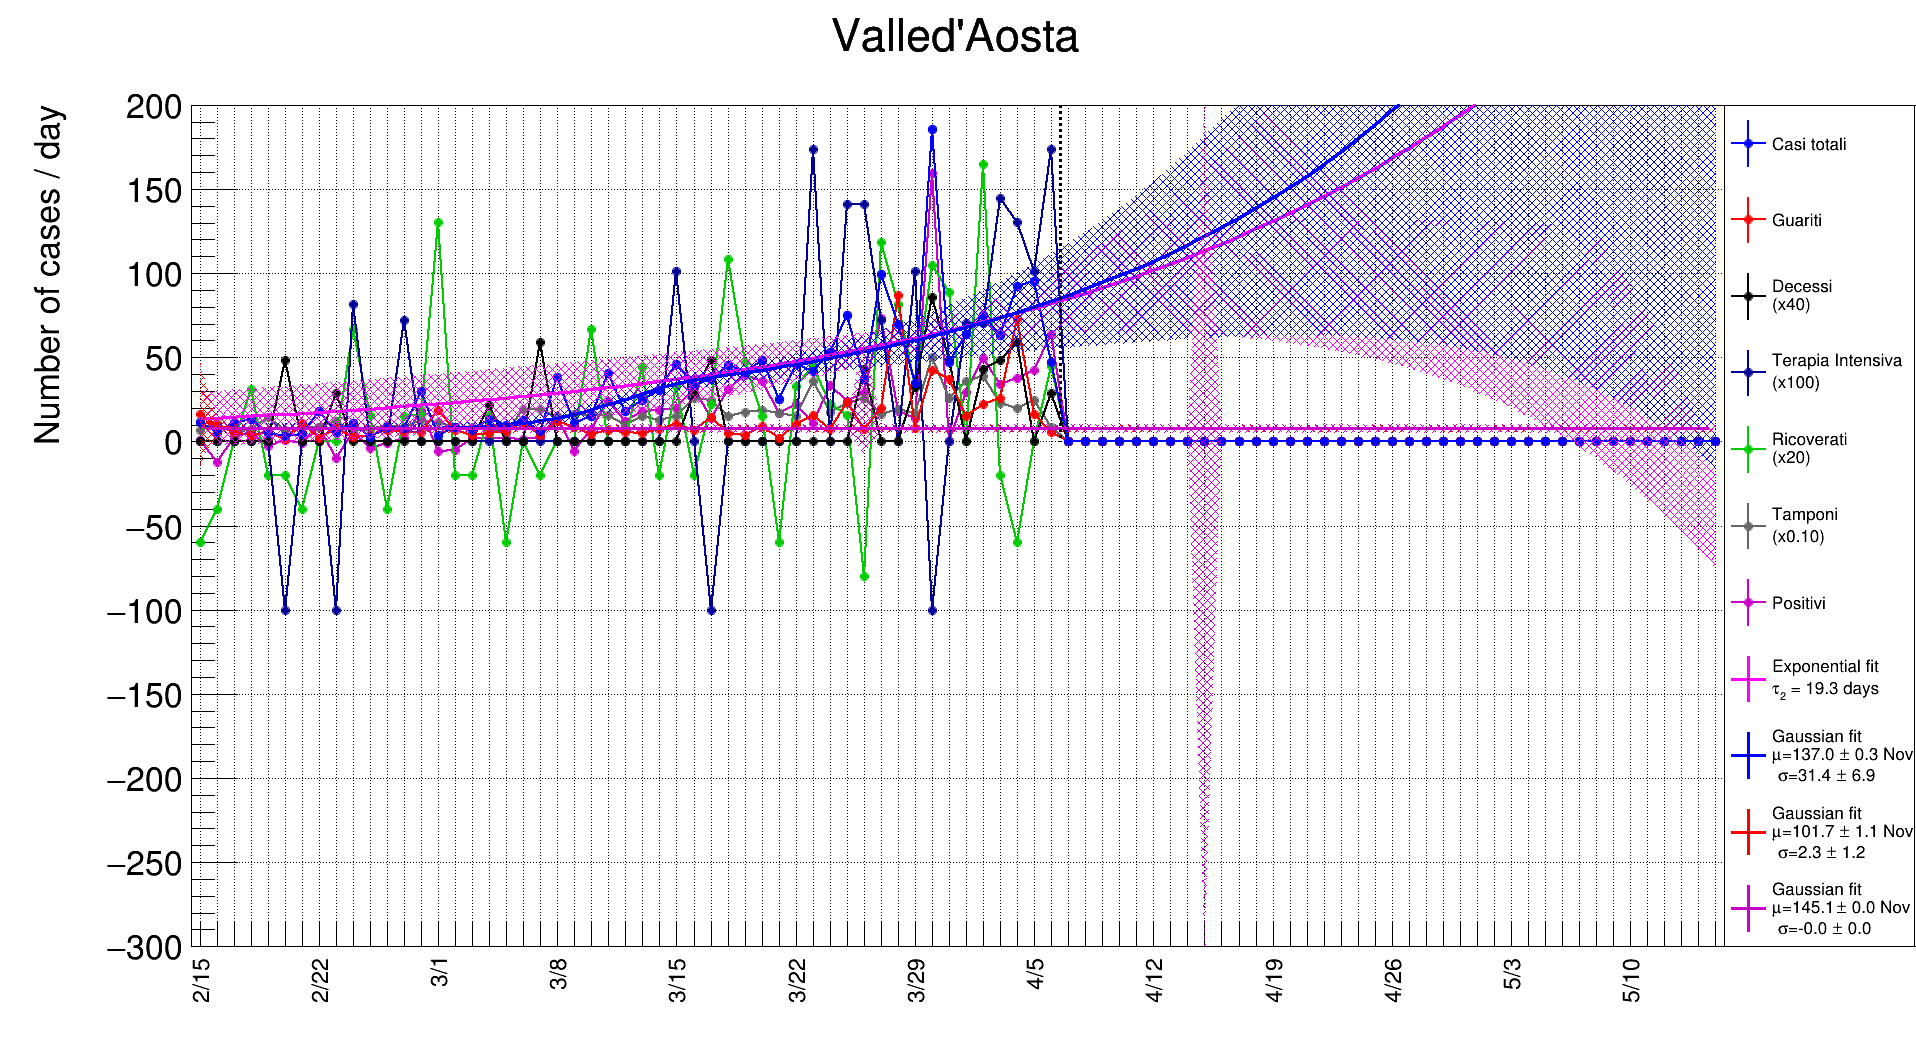 Valled'Aosta
Number of cases / day
200
150
100
50
0
−50
−100
−150
−200
−250
−300
2/15
2/22
3/1
3/8
3/15
3/22
3/29
4/5
4/12
4/19
4/26
5/3
5/10
Casi totali
Guariti
Decessi
(x40)
Terapia Intensiva
(x100)
Ricoverati
(x20)
Tamponi
(x0.10)
Positivi
Exponential fit
τ2 = 19.3 days
Gaussian fit
μ=137.0 ± 0.3 Nov
σ=31.4 ± 6.9
Gaussian fit
μ=101.7 ± 1.1 Nov
σ=2.3 ± 1.2
Gaussian fit
μ=145.1 ± 0.0 Nov
σ=-0.0 ± 0.0